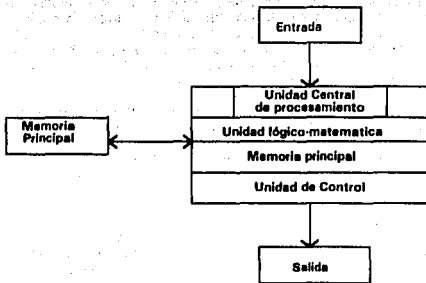 Entrada
Unidad Central
de procesamiento
Unidad lógico-matematica
Memoria principal
Unidad de Control
Memoria
Principal
Salida